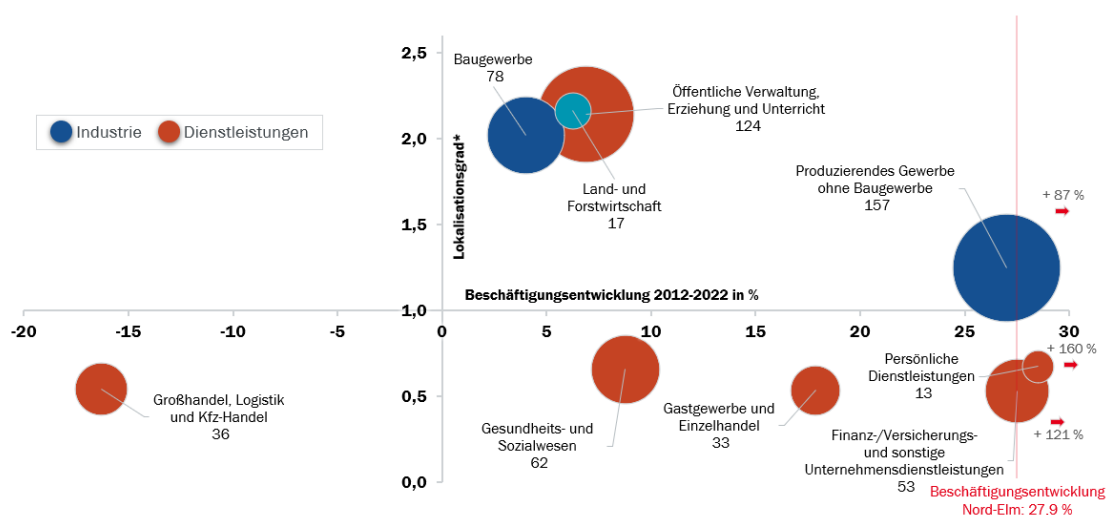 2,5
2,0
1,5
1,0
0,5
0,0
Lokalisationsgrad*
Baugewerbe
78
Öffentliche Verwaltung,
Erziehung und Unterricht
124
Industrie
Dienstleistungen
Land- und
Forstwirtschaft
17
Produzierendes Gewerbe
ohne Baugewerbe
157
+ 87 %
Beschäftigungsentwicklung 2012-2022 in %
-20
-15
-10
-5
0
5
10
15
20
25
30
+ 160 %
Persönliche
Dienstleistungen
13
Großhandel, Logistik
und Kfz-Handel
36
Gesundheits- und
Sozialwesen
62
Gastgewerbe und
Einzelhandel
33
+ 121 %
Finanz-/Versicherungs-
und sonstige
Unternehmensdienstleistungen
53
Beschäftigungsentwicklung
Nord-Elm: 27,9 %